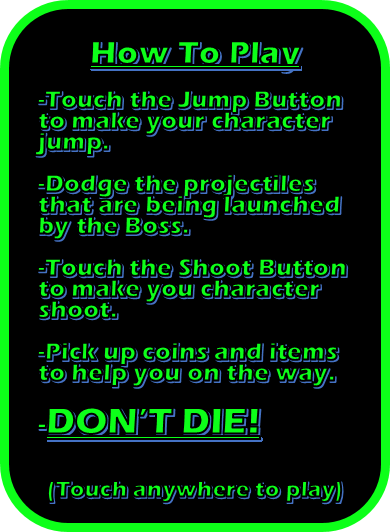 How To Play
-Touch the Jump Button
to make your character
jump.
-Dodge the projectiles
that are being launched
by the Boss.
-Touch the Shoot Button
to make you character
shoot.
-Pick up coins and items
to help you on the way.
-DON'T DIE!
(Touch anywhere to play)